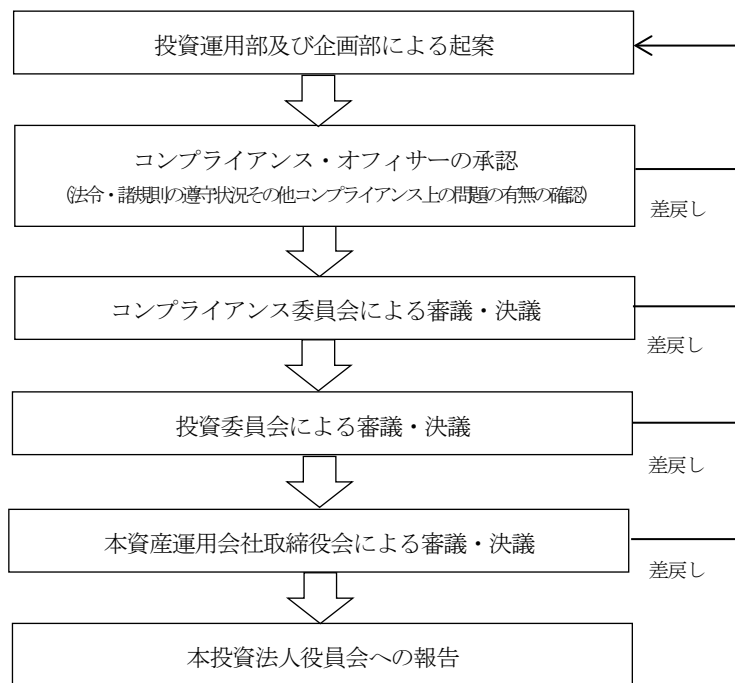 投資運用部及び企画部による起案
コンプライアンス・オフィサーの承認
(法令・諸規則の遵守状況その他コンプライアンス上の問題の有無の確認)
差戻し
コンプライアンス委員会による審議・決議
差戻し
投資委員会による審議・決議
差戻し
本資産運用会社取締役会による審議・決議
差戻し
本投資法人役員会への報告